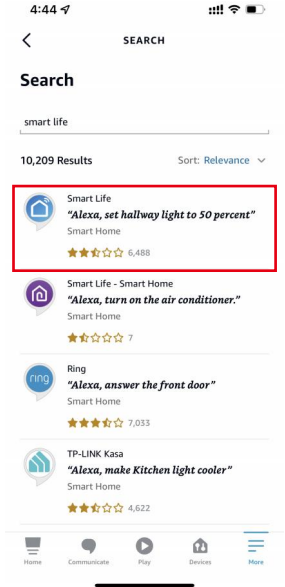 4:44
SEARCH
Search
smart life
10,209 Results
Sort: Relevance
Smart Life
"Alexa, set hallway light to 50 percent"
Smart Home
6,488
Smart Life - Smart Home
"Alexa, turn on the air conditioner."
Smart Home
7
ring
Ring
"Alexa, answer the front door"
Smart Home
7,033
TP-LINK Kasa
"Alexa, make Kitchen light cooler"
Smart Home
4,622
Home Communicate Play Devices More